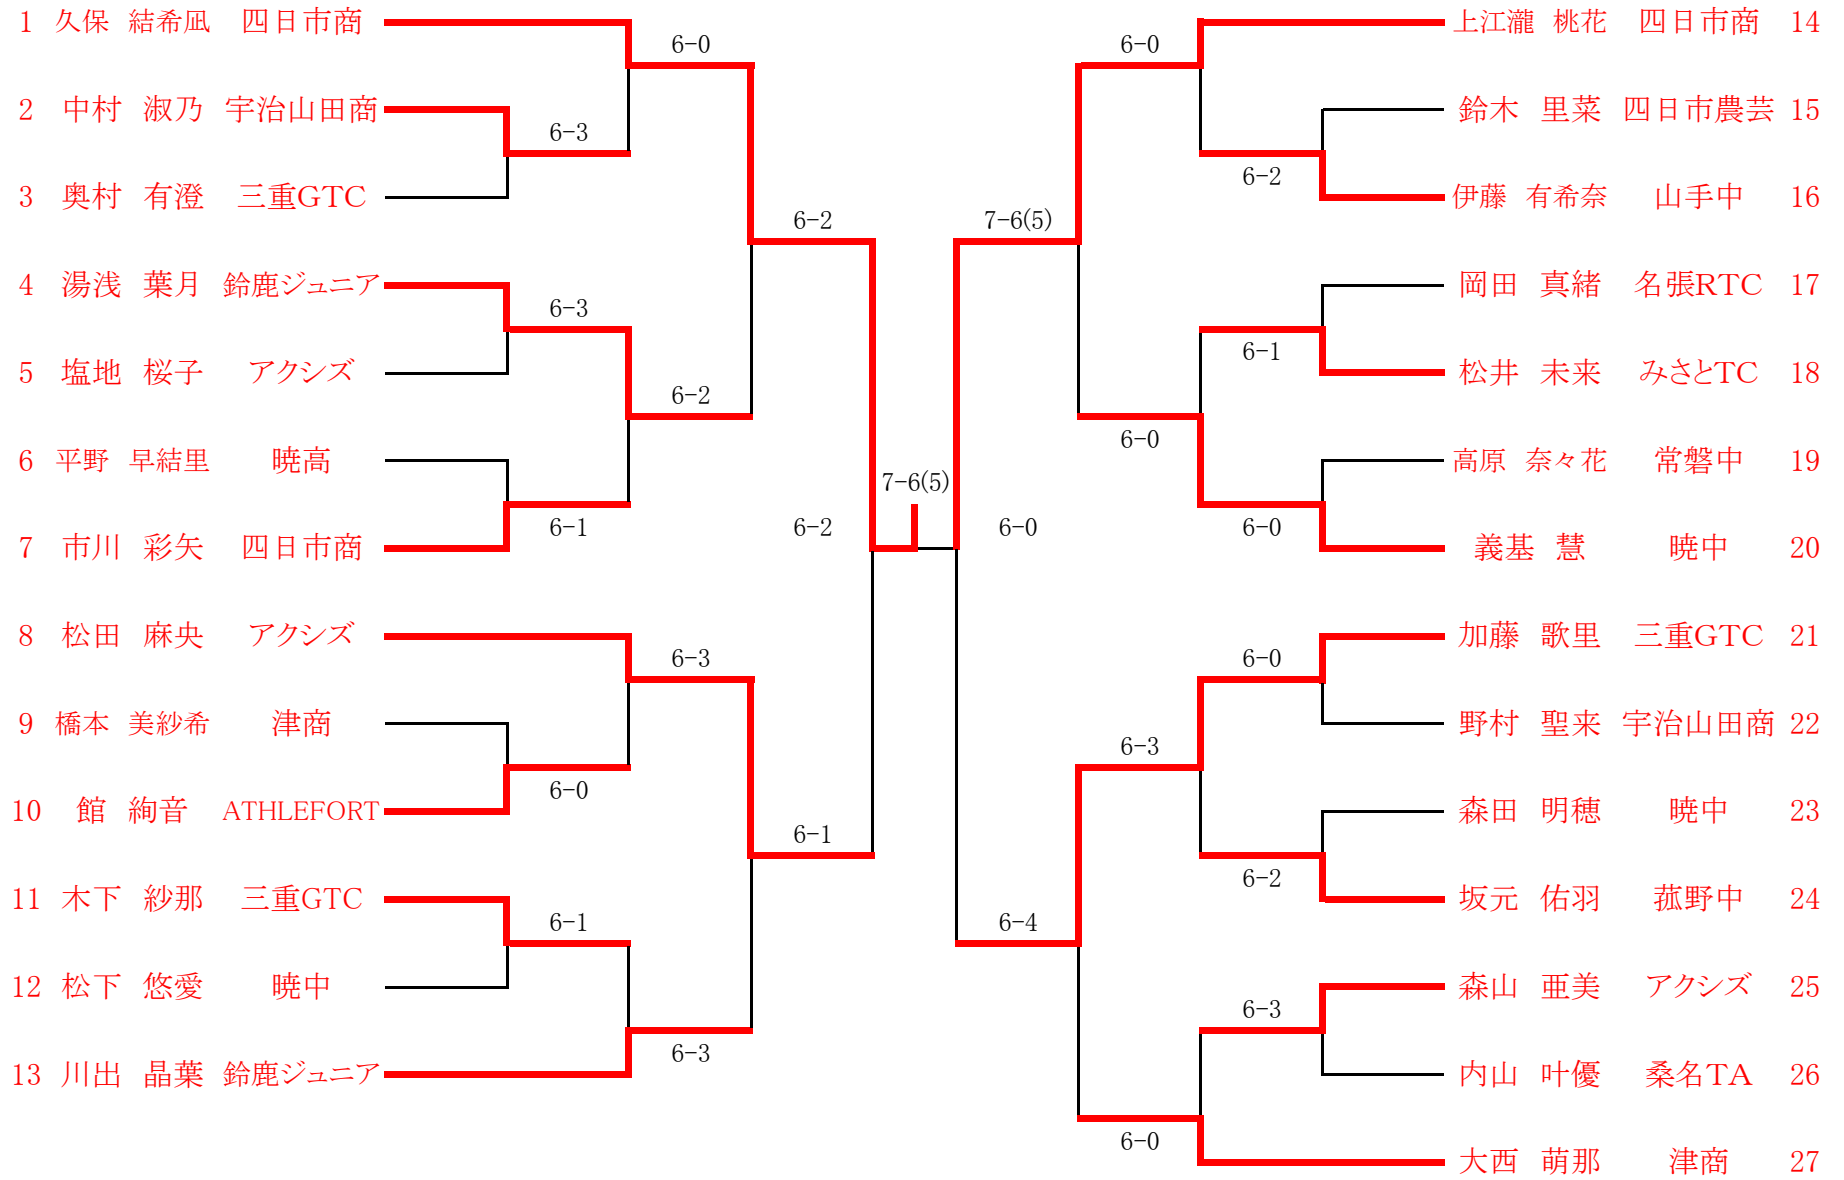 1 久保 結希凪 四日市商
2 中村 淑乃 宇治山田商
3 奥村 有澄 三重GTC
4 湯浅 葉月 鈴鹿ジュニア
5 塩地 桜子 アクシズ
6 平野 早結里 暁高
7 市川 彩矢 四日市商
8 松田 麻央 アクシズ
9 橋本 美紗希 津商
10 館 絢音 ATHLEFORT
11 木下 紗那 三重GTC
12 松下 悠愛 暁中
13 川出 晶葉 鈴鹿ジュニア
6-3
6-3
6-1
6-0
6-1
6-0
6-2
6-3
6-3
6-2
6-1
6-2
7-6(5)
6-0
7-6(5)
6-4
6-0
6-0
6-3
6-0
6-2
6-1
6-0
6-0
6-2
6-3
上江瀧 桃花 四日市商 14
鈴木 里菜 四日市農芸 15
伊藤 有希奈 山手中 16
岡田 真緒 名張RTC 17
松井 未来 みさとTC 18
高原 奈々花 常磐中 19
義基 慧 暁中 20
加藤 歌里 三重GTC 21
野村 聖来 宇治山田商 22
森田 明穂 暁中 23
坂元 佑羽 菰野中 24
森山 亜美 アクシズ 25
内山 叶優 桑名TA 26
大西 萌那 津商 27